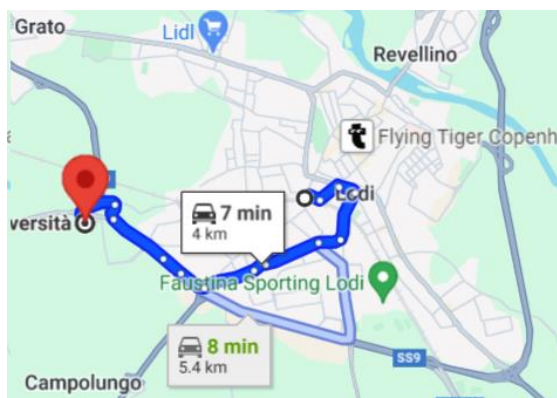 Grato
Lidl
Revellino
Flying Tiger Copenh
Lodi
7 min
4 km
versità
Faustina Sporting Lodi
8 min
5.4 km
SS9
Campolungo